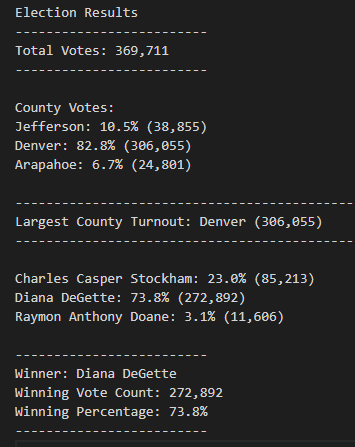 Election Results
-------------------------
Total Votes: 369,711
-------------------------
County Votes:
Jefferson: 10.5% (38,855)
Denver: 82.8% (306,055)
Arapahoe: 6.7% (24,801)
--------------------------------------------
Largest County Turnout: Denver (306,055)
--------------------------------------------
Charles Casper Stockham: 23.0% (85,213)
Diana DeGette: 73.8% (272,892)
Raymon Anthony Doane: 3.1% (11,606)
-------------------------
Winner: Diana DeGette
Winning Vote Count: 272,892
Winning Percentage: 73.8%
-------------------------